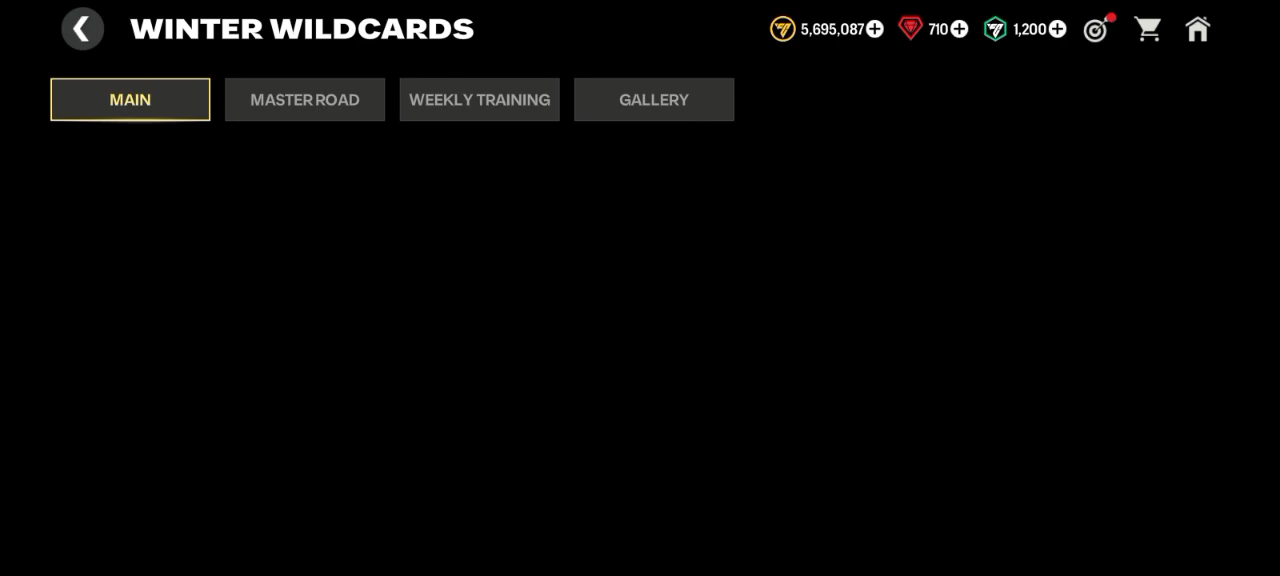 WINTER WILDCARDS
5,695,087
710
1,200
MAIN
MASTER ROAD
WEEKLY TRAINING
GALLERY